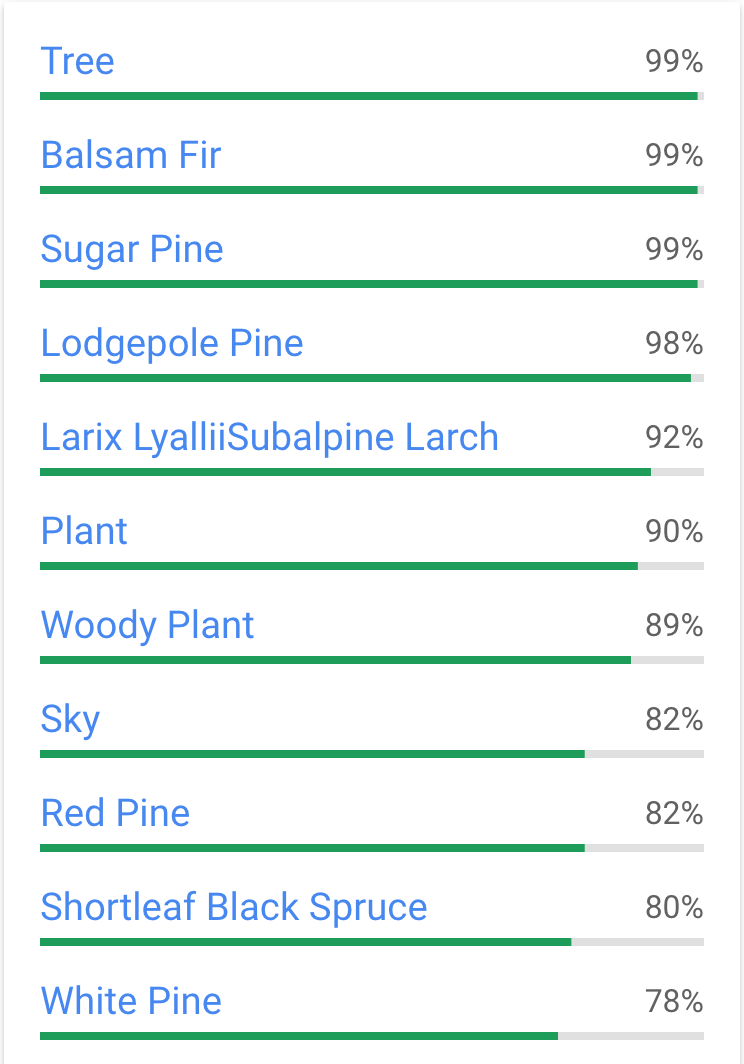 Tree 99%
Balsam Fir 99%
Sugar Pine 99%
Lodgepole Pine 98%
Larix LyalliiSubalpine Larch 92%
Plant 90%
Woody Plant 89%
Sky 82%
Red Pine 82%
Shortleaf Black Spruce 80%
White Pine 78%